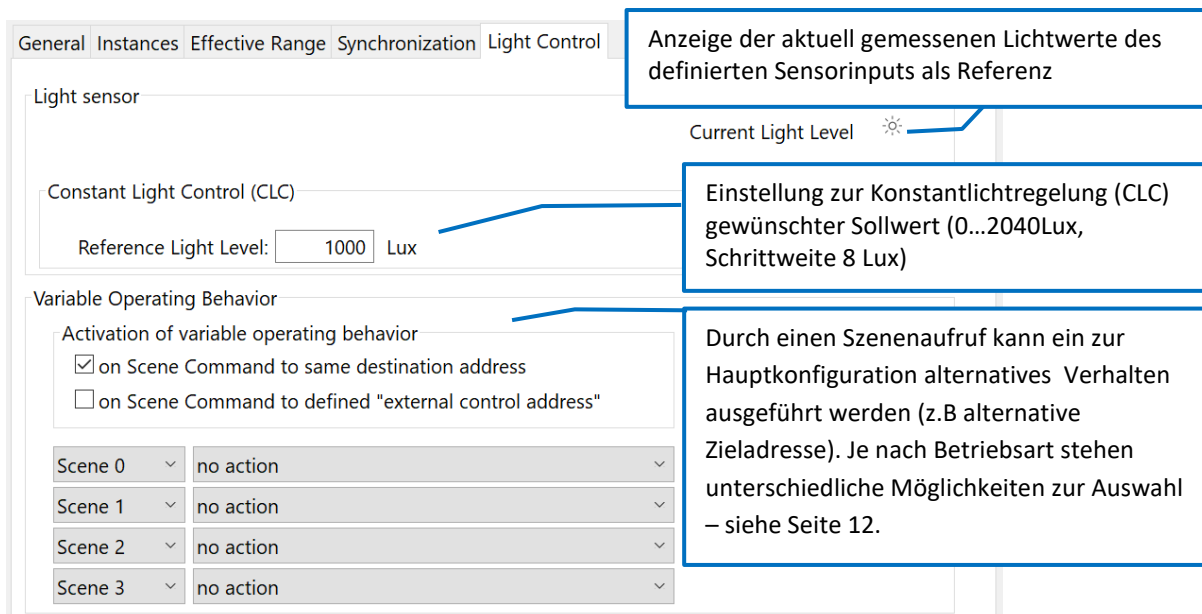 General Instances Effective Range Synchronization Light Control
Anzeige der aktuell gemessenen Lichtwerte des
definierten Sensorinputs als Referenz
Light sensor
Current Light Level
Constant Light Control (CLC)
Reference Light Level: 1000 Lux
Einstellung zur Konstantlichtregelung (CLC)
gewünschter Sollwert (0…2040Lux,
Schrittweite 8 Lux)
Variable Operating Behavior
Activation of variable operating behavior
on Scene Command to same destination address
on Scene Command to defined "external control address"
Durch einen Szenenaufruf kann ein zur
Hauptkonfiguration alternatives Verhalten
ausgeführt werden (z.B alternative
Zieladresse). Je nach Betriebsart stehen
unterschiedliche Möglichkeiten zur Auswahl
– siehe Seite 12.
Scene 0 no action
Scene 1 no action
Scene 2 no action
Scene 3 no action